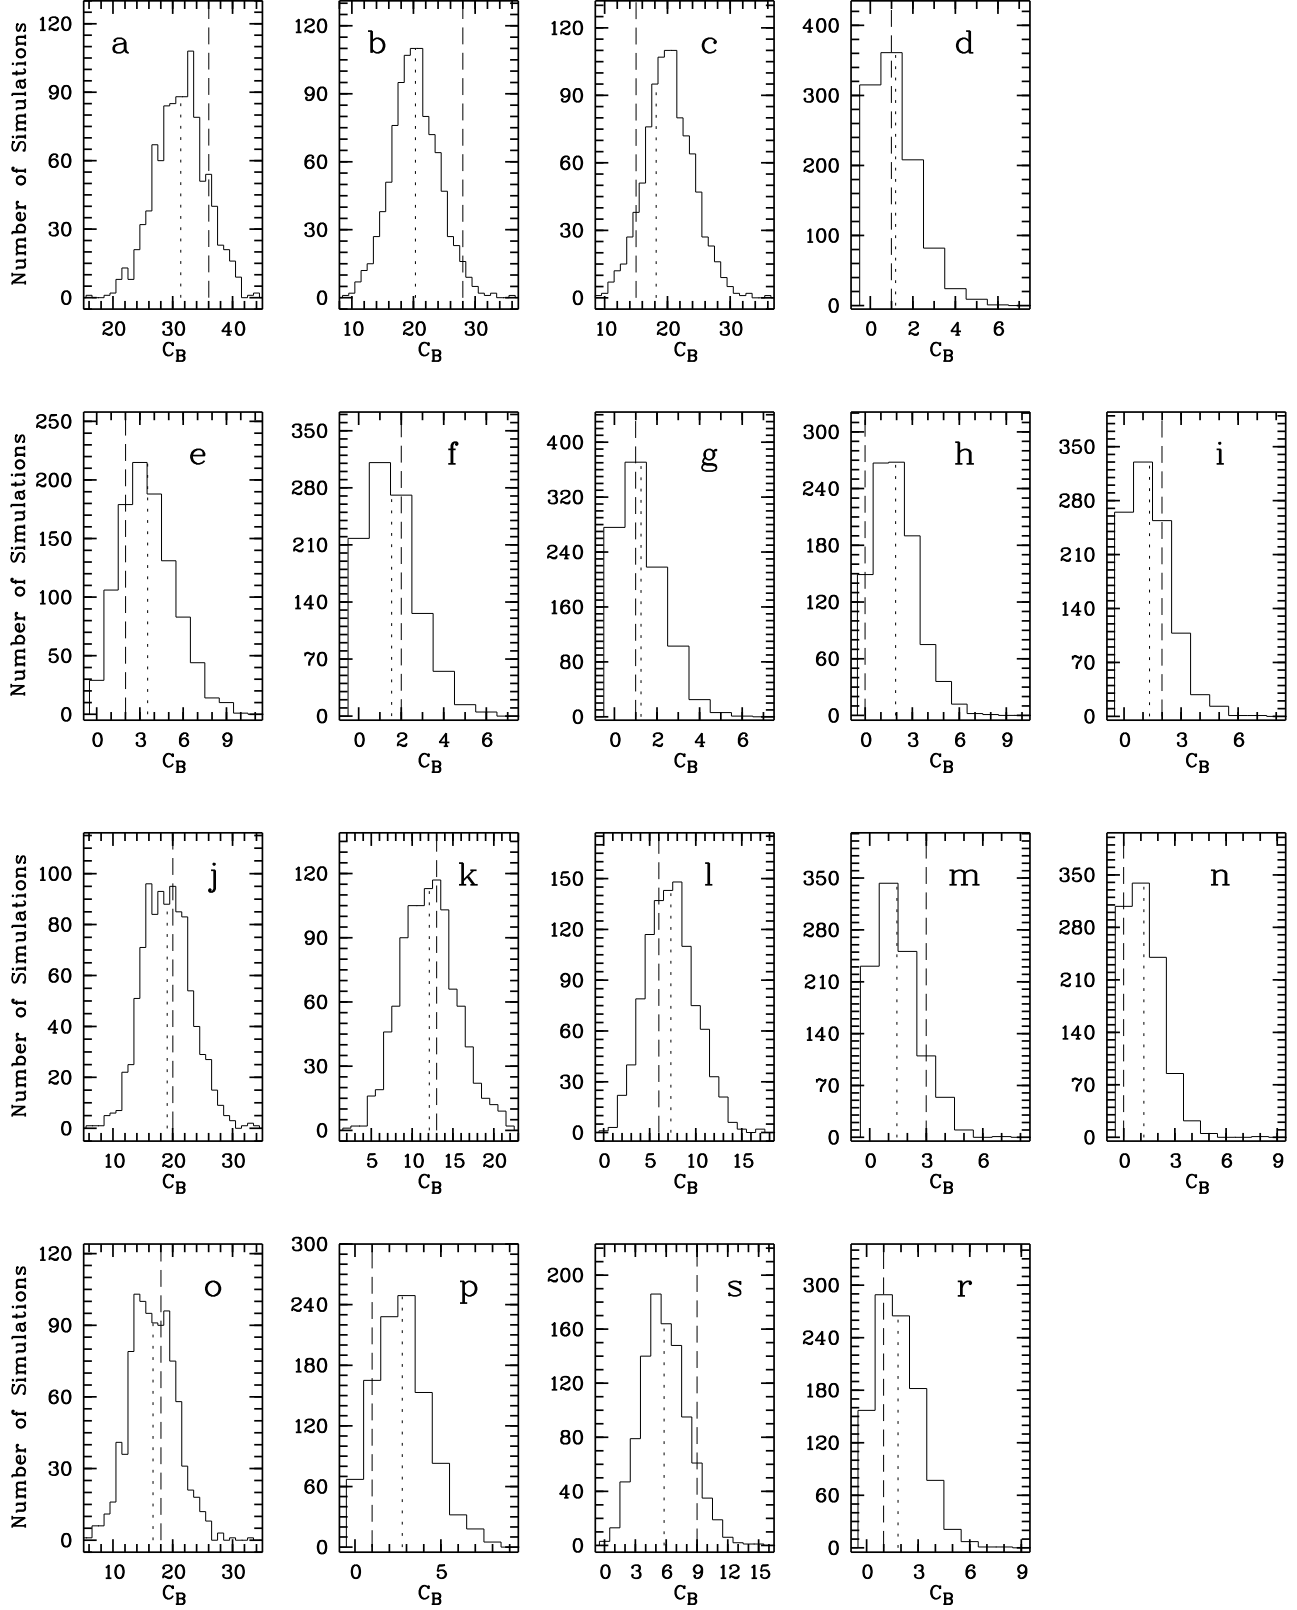 a b c d
Number of Simulations
120 90 60 30 0
120 90 60 30 0
120 90 60 30 0
400 300 200 100 0
20 30 40
10 20 30
10 20 30
0 2 4 6
C_B C_B C_B C_B
e f g h i
Number of Simulations
250 200 150 100 50 0
350 280 210 140 70 0
400 320 240 160 80 0
300 240 180 120 60 0
350 280 210 140 70 0
0 3 6 9
0 2 4 6
0 2 4 6
0 3 6 9
0 3 6
C_B C_B C_B C_B C_B
j k l m n
Number of Simulations
100 80 60 40 20 0
120 90 60 30 0
150 120 90 60 30 0
350 280 210 140 70 0
350 280 210 140 70 0
10 20 30
5 10 15 20
0 5 10 15
0 3 6
0 3 6 9
C_B C_B C_B C_B C_B
o p s r
Number of Simulations
120 90 60 30 0
300 240 180 120 60 0
200 160 120 80 40 0
300 240 180 120 60 0
10 20 30
0 5
0 3 6 9 12 15
0 3 6 9
C_B C_B C_B C_B